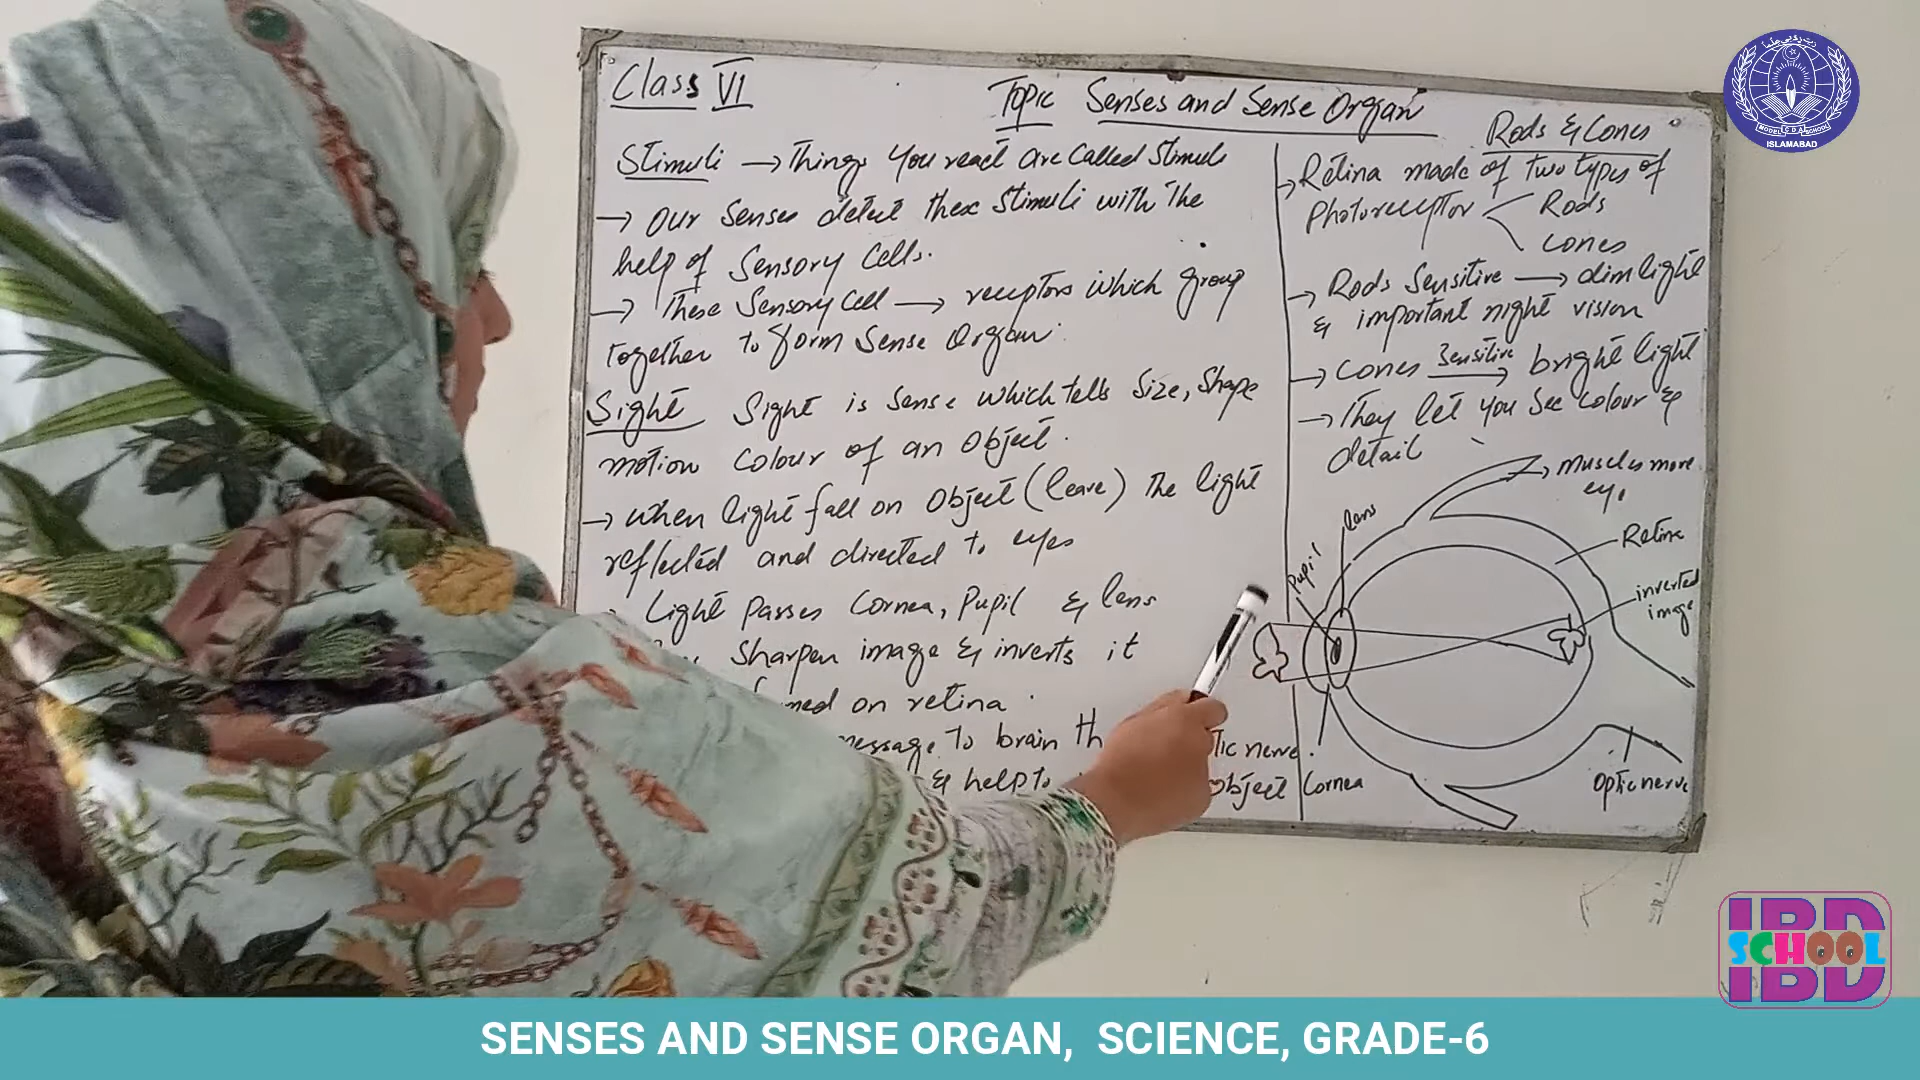 Class VI
Topic Senses and Sense Organ
Stimuli → Things You react are Called Stimuli
→ Our Senses detect these Stimuli with the
help of Sensory Cells.
→ These Sensory Cell → receptors which group
together to form Sense Organ.
Sight Sight is Sense which tells Size, Shape
motion colour of an object.
→ When light fall on object (leave) the light
reflected and directed to eyes
Light Passes Cornea, Pupil & lens
Sharpen image & inverts it
on retina
message to brain
nerve.
& help to
object
Rods & Cones
→ Retina made of two types of
Photoreceptor
Rods
Cones
→ Rods Sensitive → dim light
& important night vision
→ Cones Sensitive → bright light
→ They let You See Colour &
detail
Muscles move
eye
lens
Pupil
Retina
inverted
image
Cornea
Optic nerve
MODEL SCHOOL
ISLAMABAD
IBD
SCHOOL
IBD
SENSES AND SENSE ORGAN, SCIENCE, GRADE-6